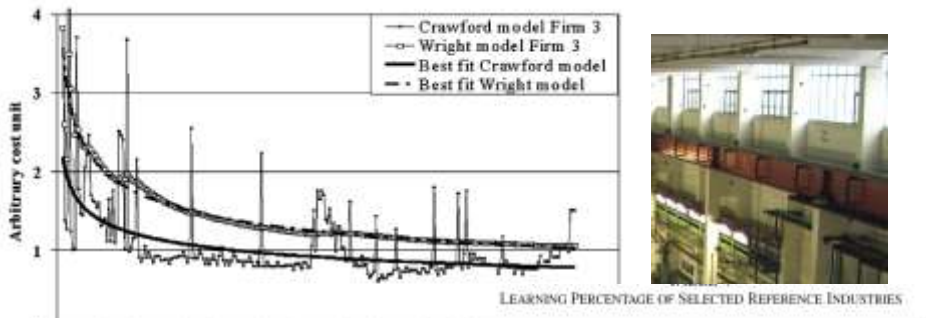 4
Crawford model Firm 3
Wright model Firm 3
Best fit Crawford model
Best fit Wright model
3
Arbitrary cost unit
2
1
LEARNING PERCENTAGE OF SELECTED REFERENCE INDUSTRIES